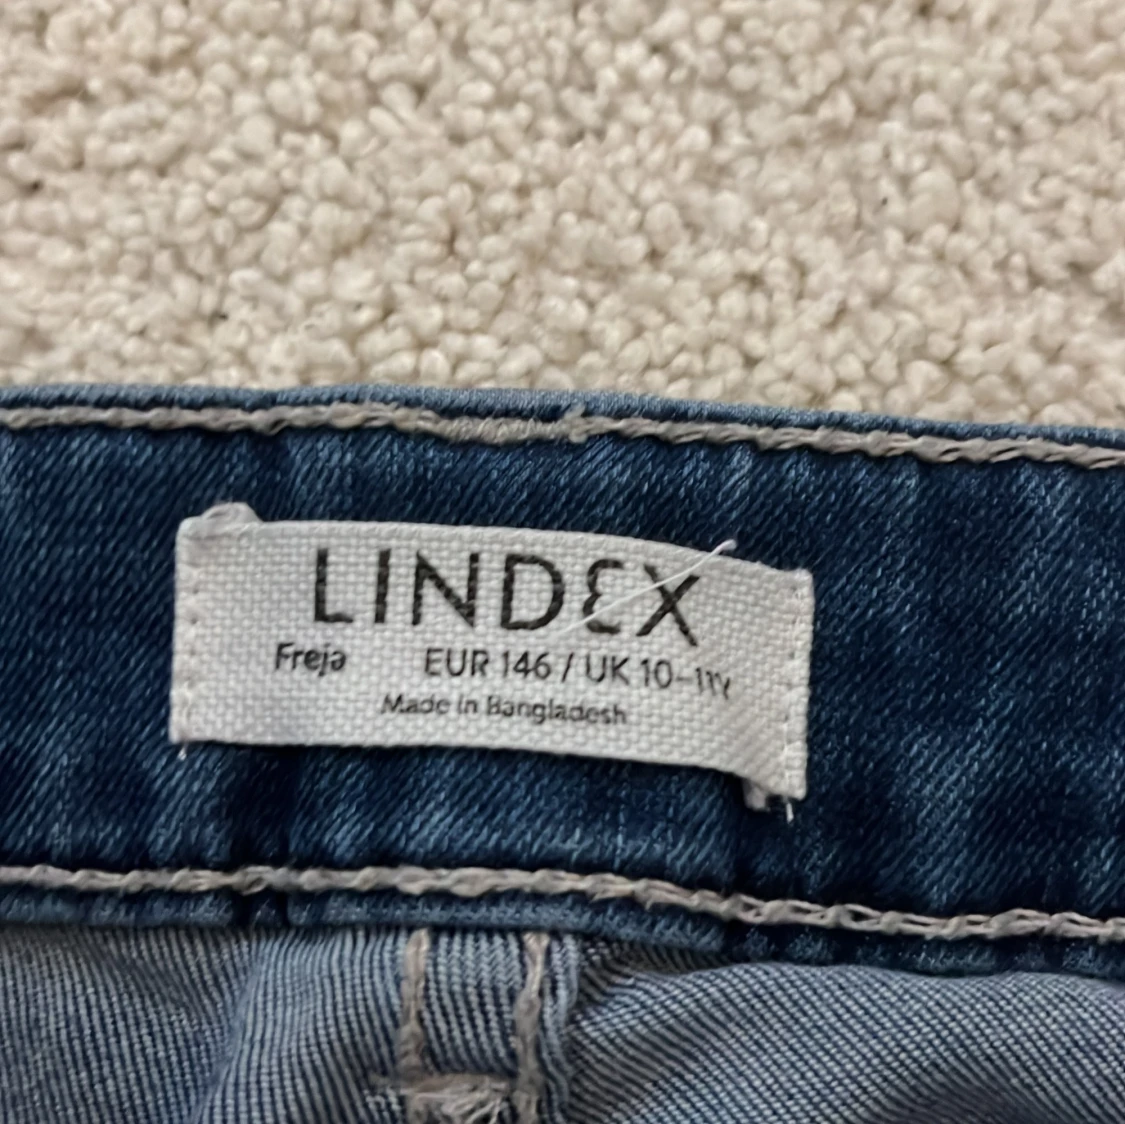 LINDEX
Freja EUR 146 / UK 10-11Y
Made in Bangladesh